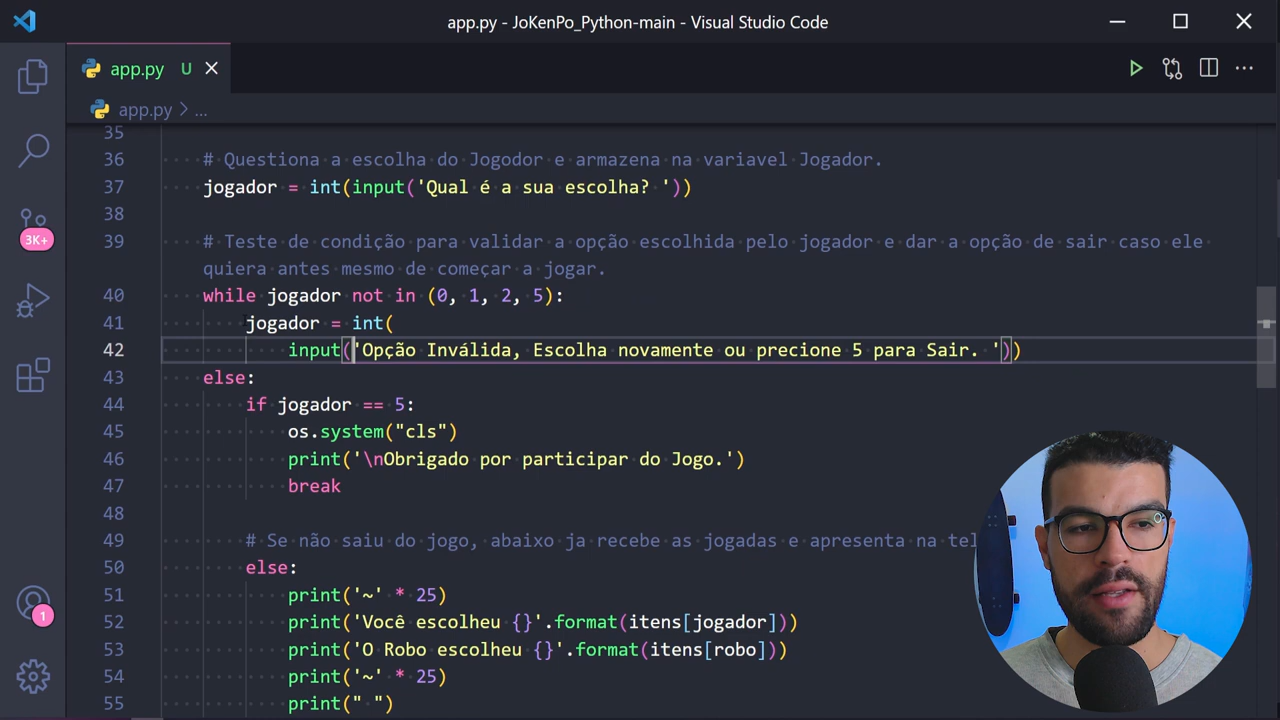 app.py - JoKenPo_Python-main - Visual Studio Code
app.py U
app.py > ...
35
36 # Questiona a escolha do Jogodor e armazena na variavel Jogador.
37 jogador = int(input('Qual é a sua escolha? '))
38
39 # Teste de condição para validar a opção escolhida pelo jogador e dar a opção de sair caso ele
quiera antes mesmo de começar a jogar.
40 while jogador not in (0, 1, 2, 5):
41 jogador = int(
42 input('Opção Inválida, Escolha novamente ou precione 5 para Sair. '))
43 else:
44 if jogador == 5:
45 os.system("cls")
46 print('\nObrigado por participar do Jogo.')
47 break
48
49 # Se não saiu do jogo, abaixo ja recebe as jogadas e apresenta na
50 else:
51 print('~' * 25)
52 print('Você escolheu {}'.format(itens[jogador]))
53 print('O Robo escolheu {}'.format(itens[robo]))
54 print('~' * 25)
55 print(" ")
3K+
1